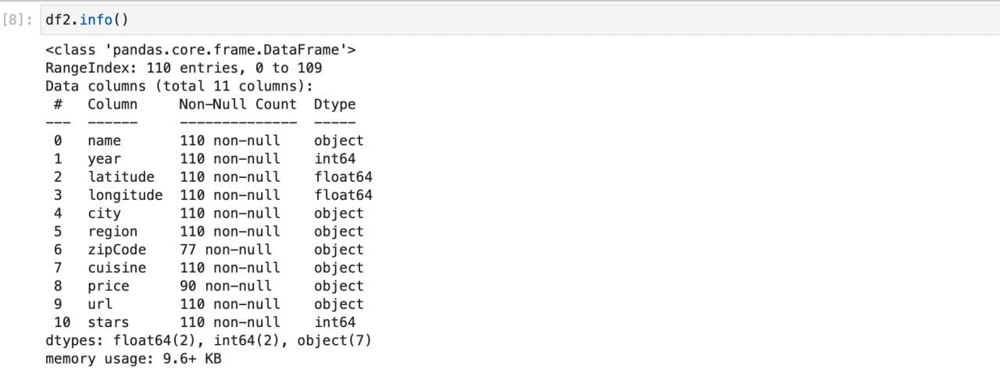 [8]: df2.info()
<class 'pandas.core.frame.DataFrame'>
RangeIndex: 110 entries, 0 to 109
Data columns (total 11 columns):
 #   Column     Non-Null Count  Dtype
---  ------     --------------  -----
 0   name       110 non-null    object
 1   year       110 non-null    int64
 2   latitude   110 non-null    float64
 3   longitude  110 non-null    float64
 4   city       110 non-null    object
 5   region     110 non-null    object
 6   zipCode    77 non-null     object
 7   cuisine    110 non-null    object
 8   price      90 non-null     object
 9   url        110 non-null    object
 10  stars      110 non-null    int64
dtypes: float64(2), int64(2), object(7)
memory usage: 9.6+ KB